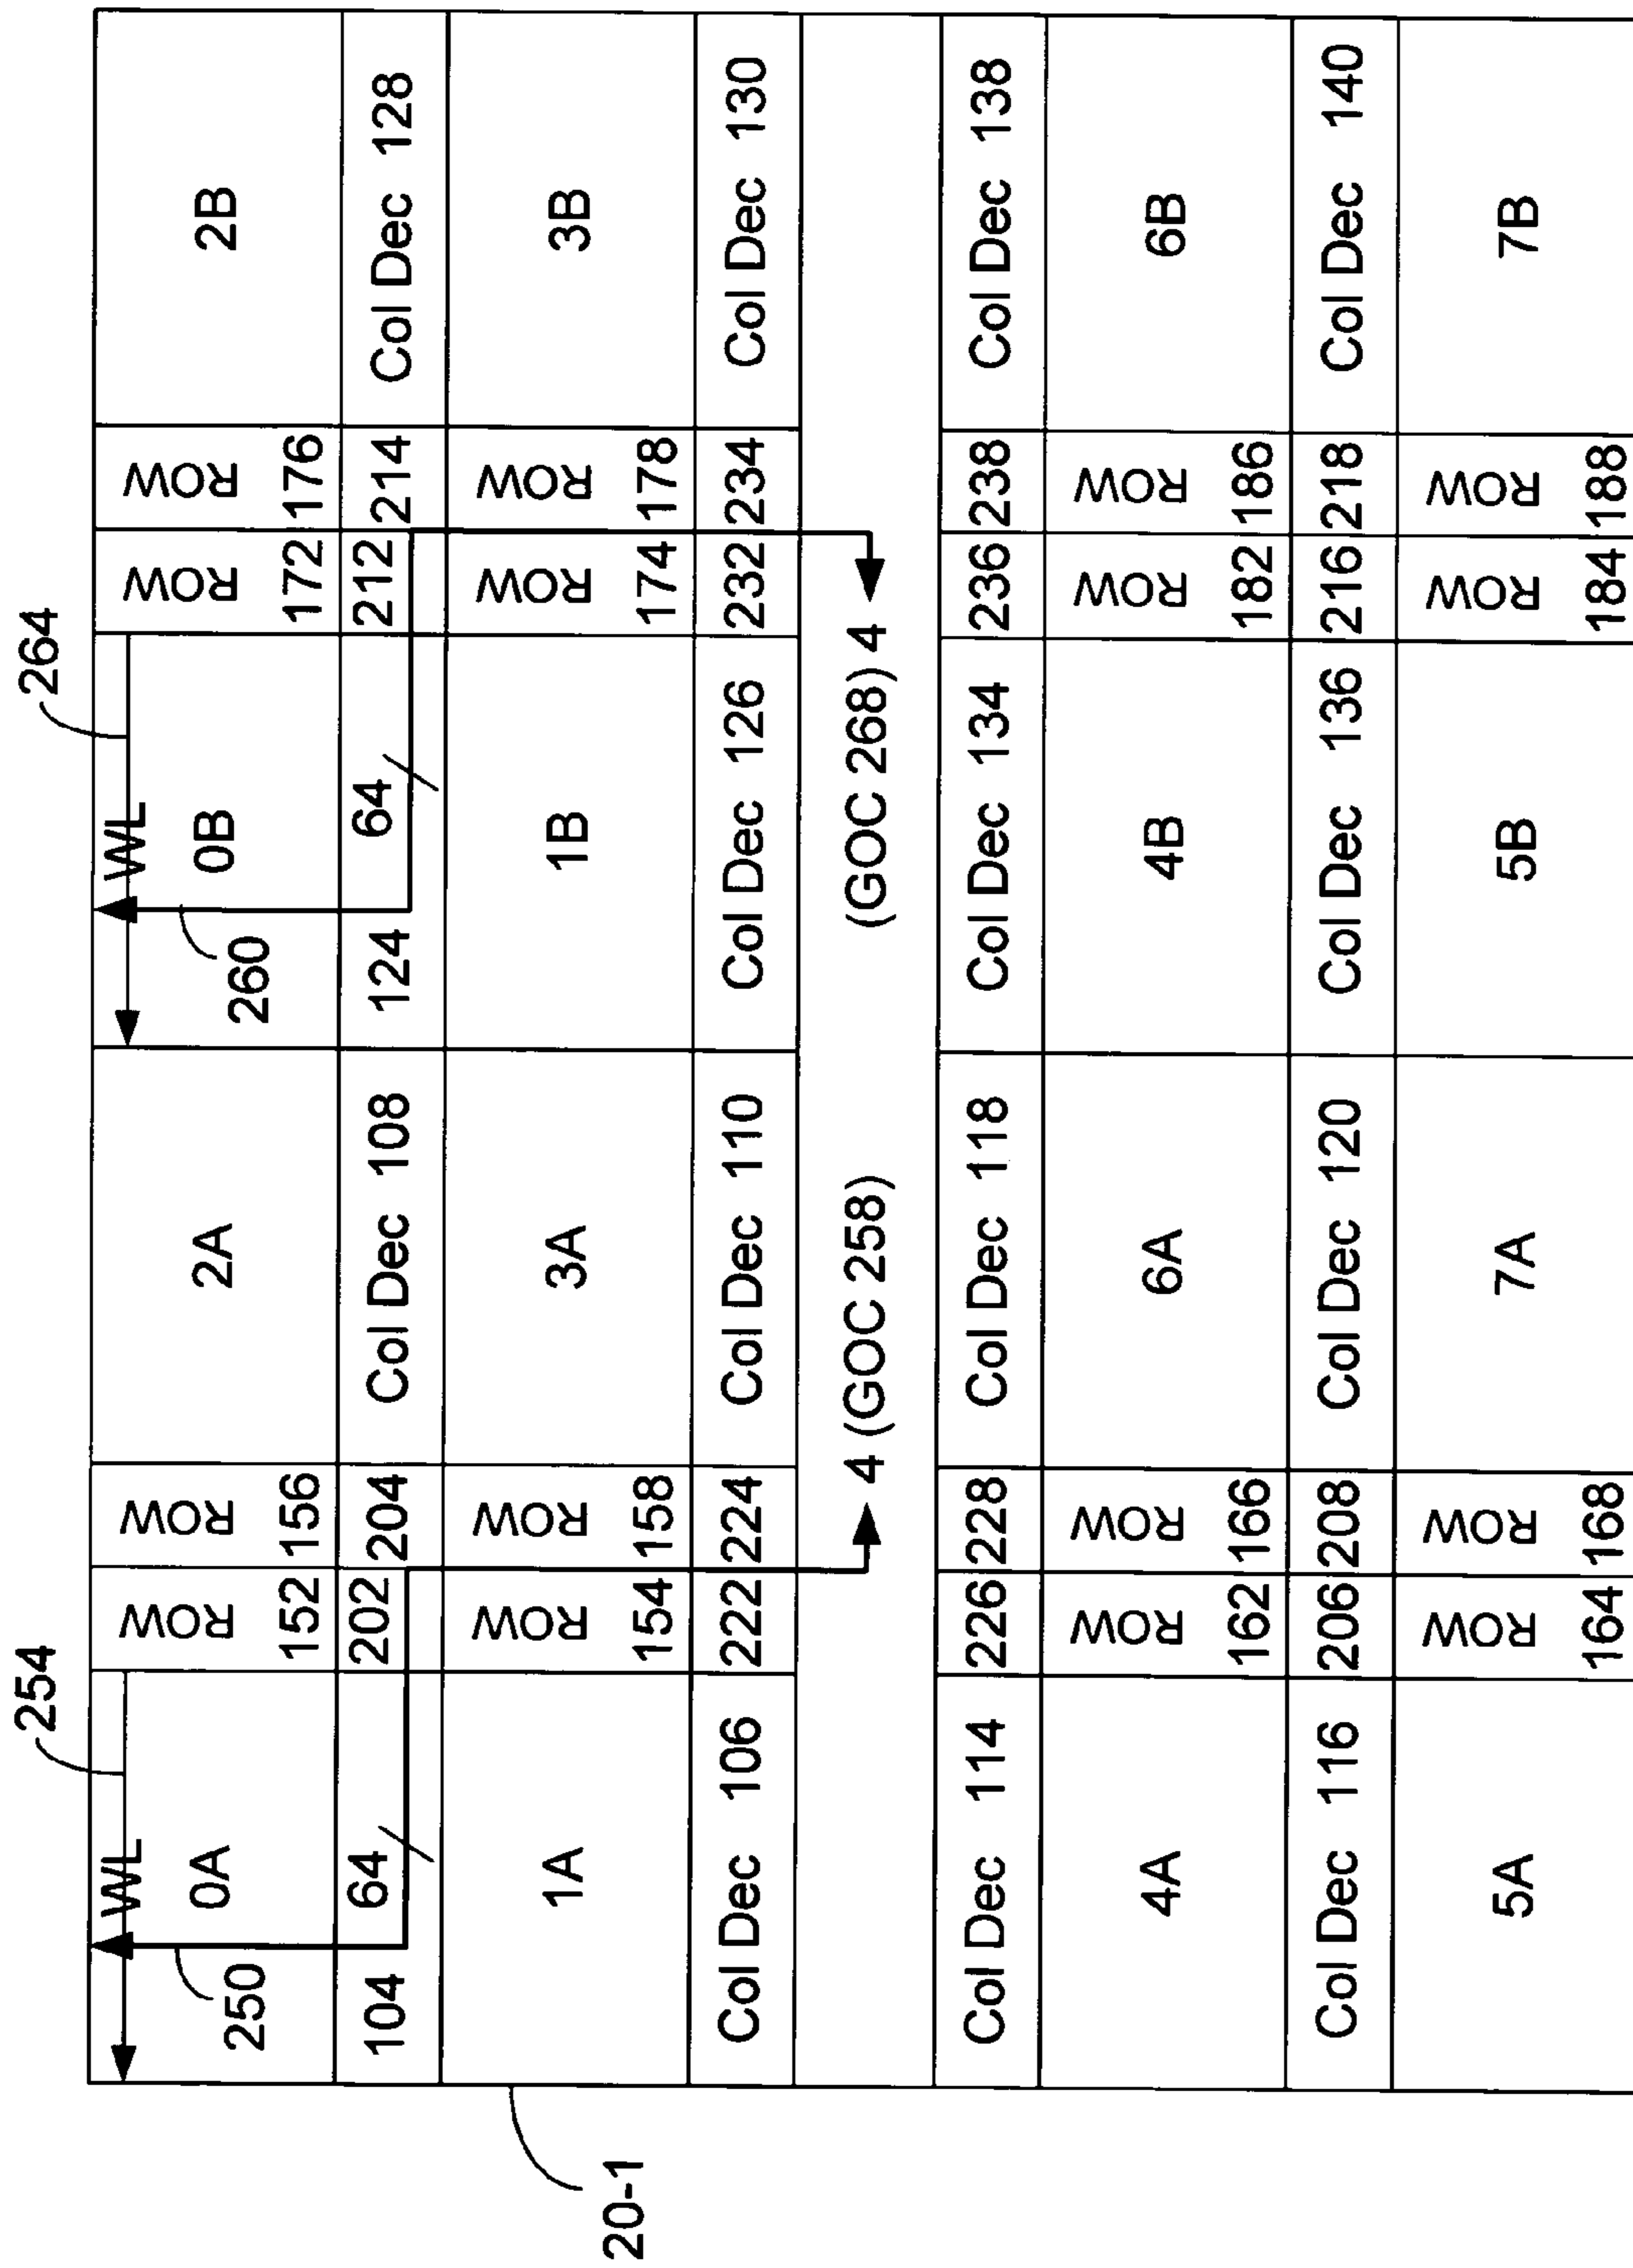 254 264
WL WL
ROW ROW ROW ROW
0A 2A 0B 2B
250 260
152 156 172 176
104 64 202 204 Col Dec 108 124 64 212 214 Col Dec 128
ROW ROW ROW ROW
1A 3A 1B 3B
20-1
154 158 174 178
Col Dec 106 222 224 Col Dec 110 Col Dec 126 232 234 Col Dec 130
4 (GOC 258) (GOC 268) 4
Col Dec 114 226 228 Col Dec 118 Col Dec 134 236 238 Col Dec 138
ROW ROW ROW ROW
4A 6A 4B 6B
162 166 182 186
Col Dec 116 206 208 Col Dec 120 Col Dec 136 216 218 Col Dec 140
ROW ROW ROW ROW
5A 7A 5B 7B
164 168 184 188